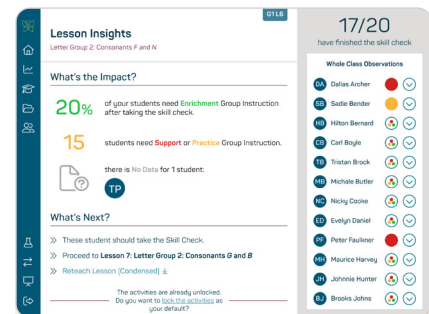 G1 L6
Lesson Insights
Letter Group 2: Consonants F and N
What's the Impact?
20% of your students need Enrichment Group Instruction
after taking the skill check.
15 students need Support or Practice Group Instruction.
there is No Data for 1 student:
TP
What's Next?
>> These student should take the Skill Check.
>> Proceed to Lesson 7: Letter Group 2: Consonants G and B
>> Reteach Lesson (Condensed)
The activities are already unlocked.
Do you want to lock the activities as
your default?
17/20
have finished the skill check
Whole Class Observations
DA Dallas Archer
SB Sadie Bender
HB Hilton Bernard
CB Carl Boyle
TB Tristan Brock
MB Michale Butler
NC Nicky Cooke
ED Evelyn Daniel
PF Peter Faulkner
MH Maurice Harvey
JH Johnnie Hunter
BJ Brooks Johns